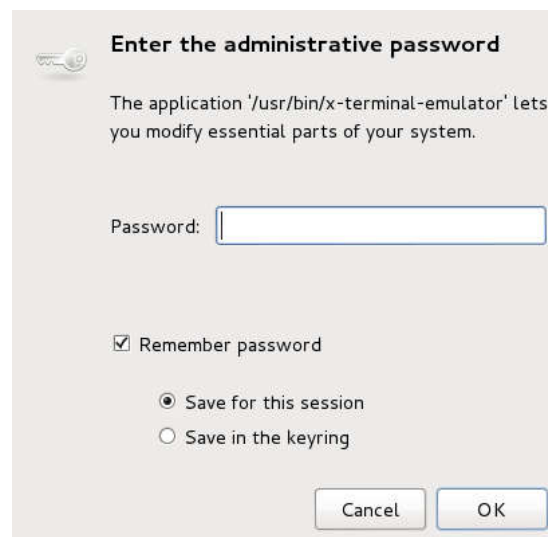 Enter the administrative password
The application '/usr/bin/x-terminal-emulator' lets
you modify essential parts of your system.
Password:
Remember password
Save for this session
Save in the keyring
Cancel
OK